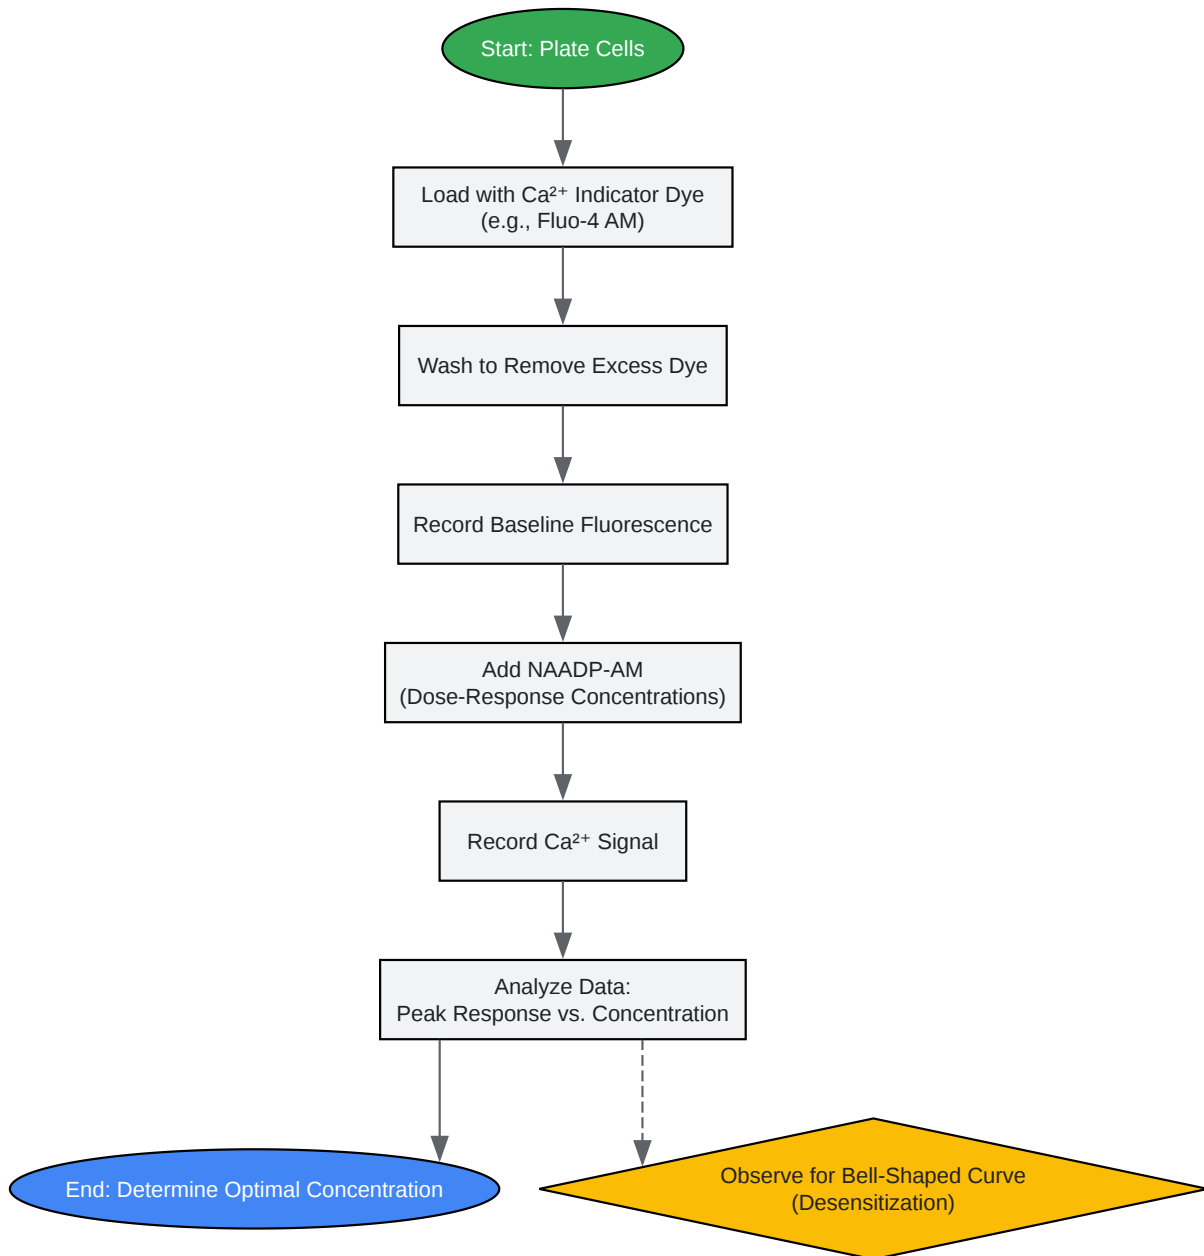 Start: Plate Cells
Load with Ca²⁺ Indicator Dye
(e.g., Fluo-4 AM)
Wash to Remove Excess Dye
Record Baseline Fluorescence
Add NAADP-AM
(Dose-Response Concentrations)
Record Ca²⁺ Signal
Analyze Data:
Peak Response vs. Concentration
End: Determine Optimal Concentration
Observe for Bell-Shaped Curve
(Desensitization)